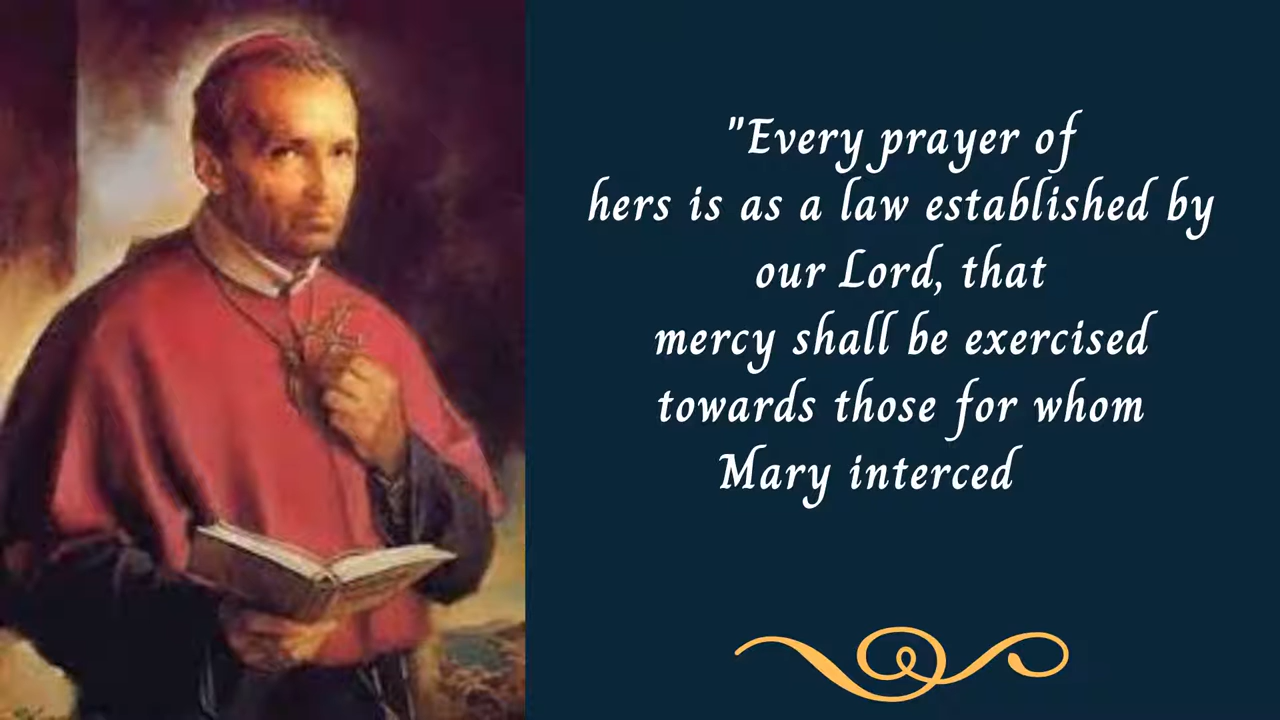 "Every prayer of
hers is as a law established by
our Lord, that
mercy shall be exercised
towards those for whom
Mary interced